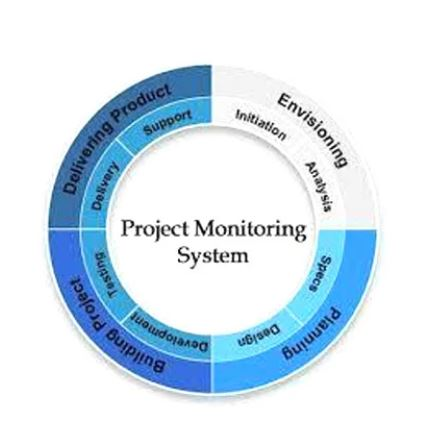 Project Monitoring
System
Envisioning
Initiation
Analysis
Planning
Specs
Design
Building Project
Development
Testing
Delivering Product
Delivery
Support